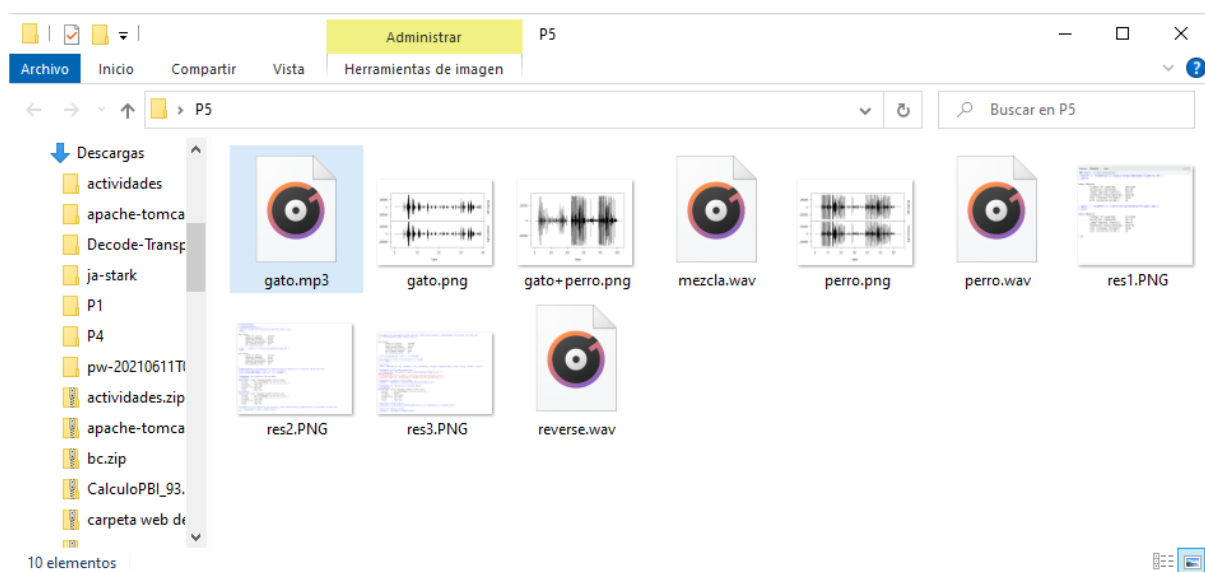 Administrar
P5
Archivo
Inicio
Compartir
Vista
Herramientas de imagen
P5
Buscar en P5
Descargas
actividades
apache-tomca
Decode-Transp
ja-stark
P1
P4
pw-20210611T
actividades.zip
apache-tomca
bc.zip
CalculoPBI_93.
carpeta web de
gato.mp3
gato.png
gato+perro.png
mezcla.wav
perro.png
perro.wav
res1.PNG
res2.PNG
res3.PNG
reverse.wav
10 elementos